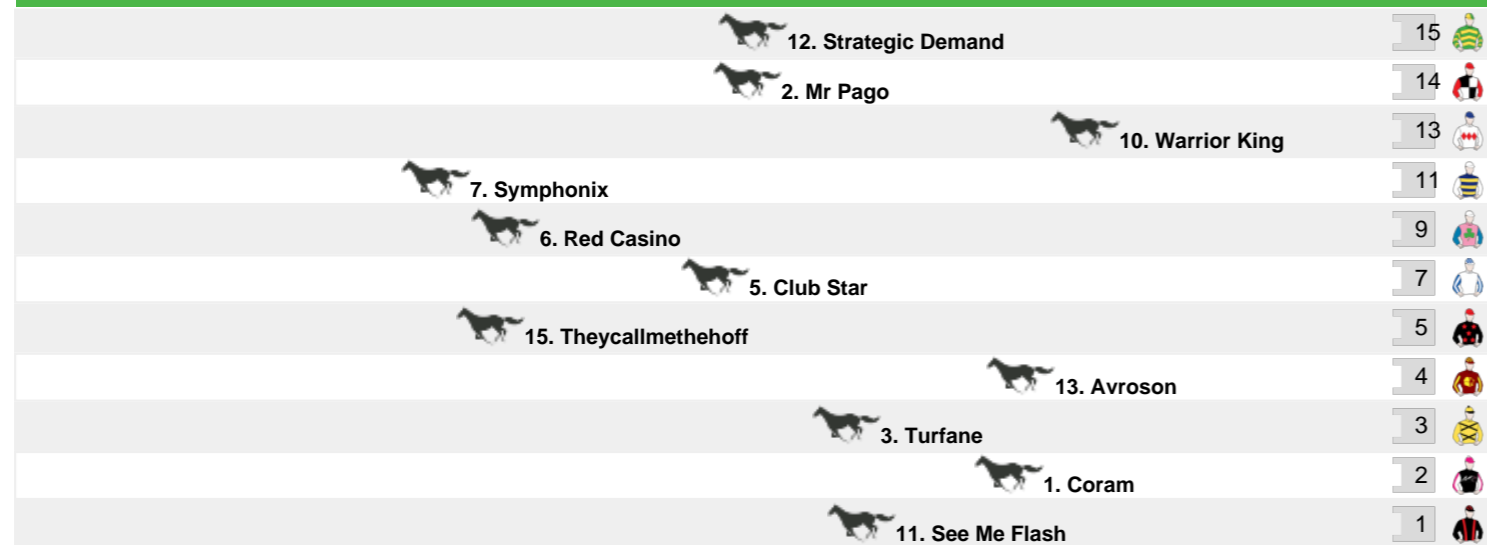 12. Strategic Demand 15
2. Mr Pago 14
10. Warrior King 13
7. Symphonix 11
6. Red Casino 9
5. Club Star 7
15. Theycallmethehoff 5
13. Avroson 4
3. Turfane 3
1. Coram 2
11. See Me Flash 1